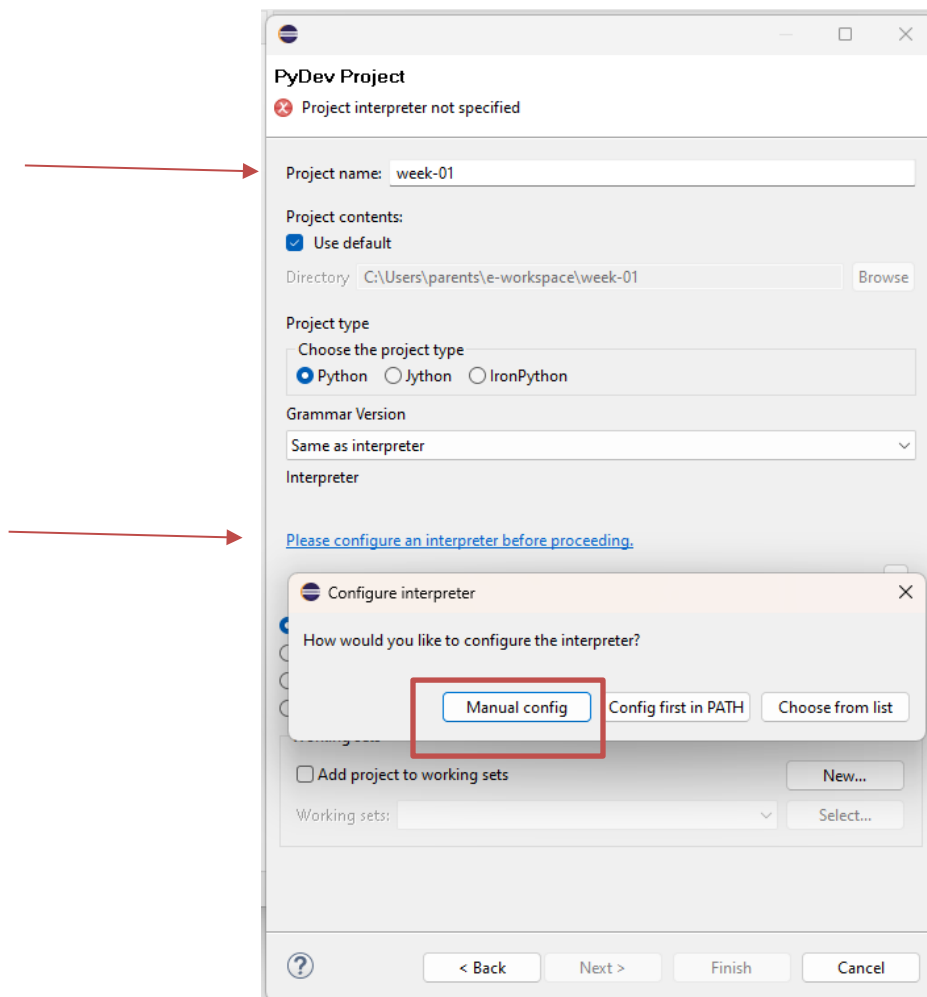 PyDev Project
Project interpreter not specified
Project name: week-01
Project contents:
Use default
Directory C:\Users\parents\e-workspace\week-01 Browse
Project type
Choose the project type
Python Jython IronPython
Grammar Version
Same as interpreter
Interpreter
Please configure an interpreter before proceeding.
Configure interpreter
How would you like to configure the interpreter?
Manual config Config first in PATH Choose from list
Working sets
Add project to working sets New...
Working sets: Select...
? < Back Next > Finish Cancel